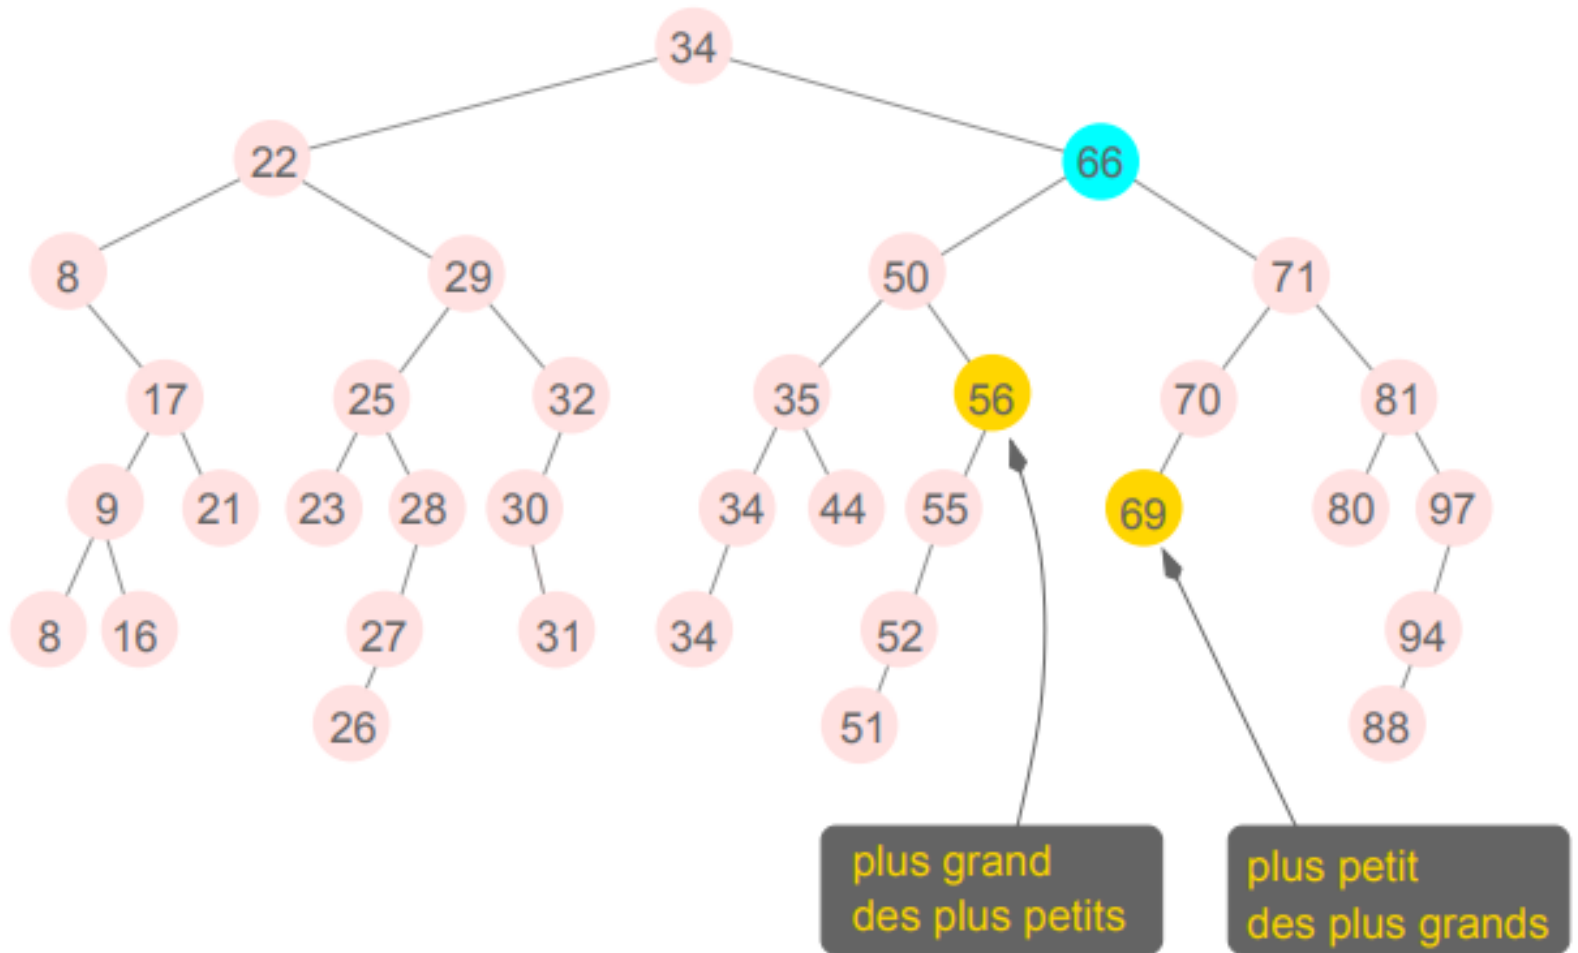 34
22 66
8 29 50 71
17 25 32 35 56 70 81
9 21 23 28 30 34 44 55 69 80 97
8 16 27 31 34 52 94
26 51 88
plus grand
des plus petits
plus petit
des plus grands